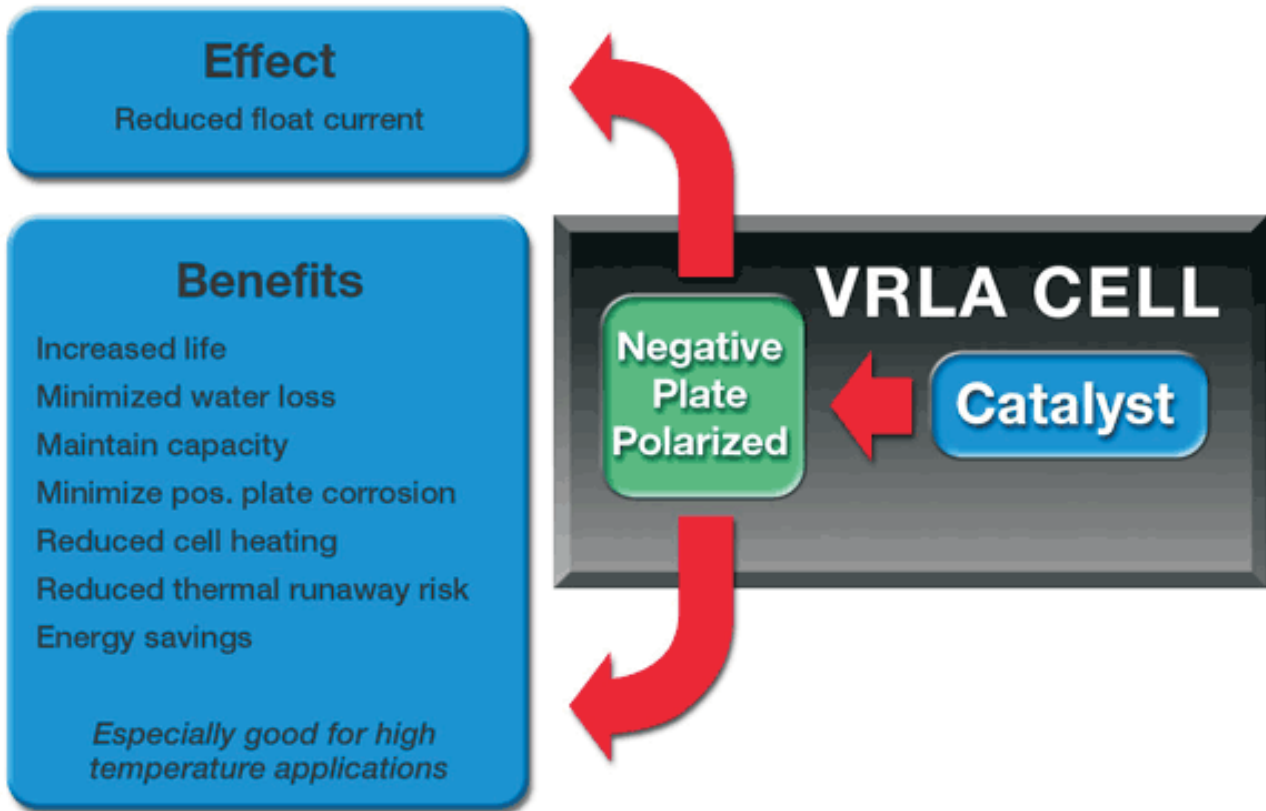 Effect
Reduced float current
Benefits
Increased life
Minimized water loss
Maintain capacity
Minimize pos. plate corrosion
Reduced cell heating
Reduced thermal runaway risk
Energy savings
Especially good for high
temperature applications
VRLA CELL
Negative
Plate
Polarized
Catalyst